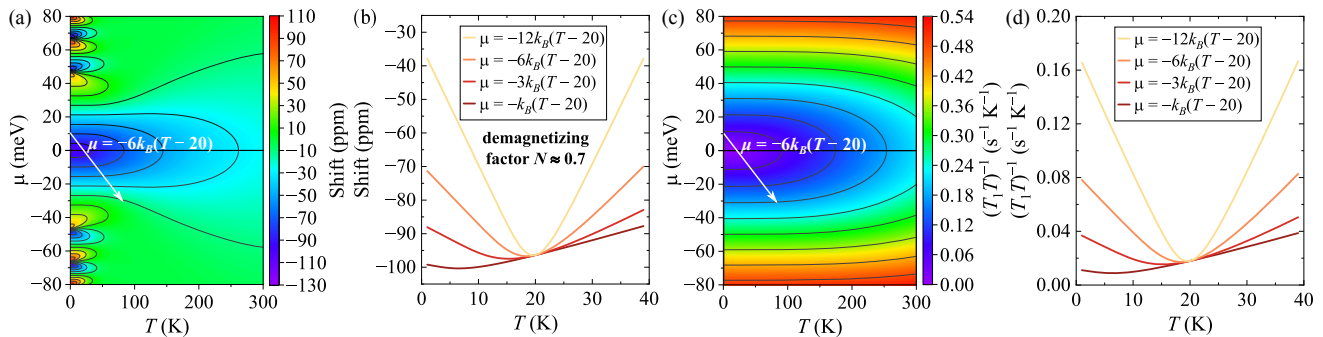 (a)
80
60
40
20
0
−20
−40
−60
−80
μ (meV)
μ = −6k_B(T − 20)
0 100 200 300
T (K)
110
90
70
50
30
10
−10
−30
−50
−70
−90
−110
−130
Shift (ppm)
(b)
−30
−40
−50
−60
−70
−80
−90
−100
Shift (ppm)
μ = −12k_B(T − 20)
μ = −6k_B(T − 20)
μ = −3k_B(T − 20)
μ = −k_B(T − 20)
demagnetizing
factor N ≈ 0.7
0 10 20 30 40
T (K)
(c)
80
60
40
20
0
−20
−40
−60
−80
μ (meV)
μ = −6k_B(T − 20)
0 100 200 300
T (K)
0.54
0.48
0.42
0.36
0.30
0.24
0.18
0.12
0.06
0.00
(T₁T)⁻¹ (s⁻¹ K⁻¹)
(d)
0.20
0.16
0.12
0.08
0.04
0.00
(T₁T)⁻¹ (s⁻¹ K⁻¹)
μ = −12k_B(T − 20)
μ = −6k_B(T − 20)
μ = −3k_B(T − 20)
μ = −k_B(T − 20)
0 10 20 30 40
T (K)